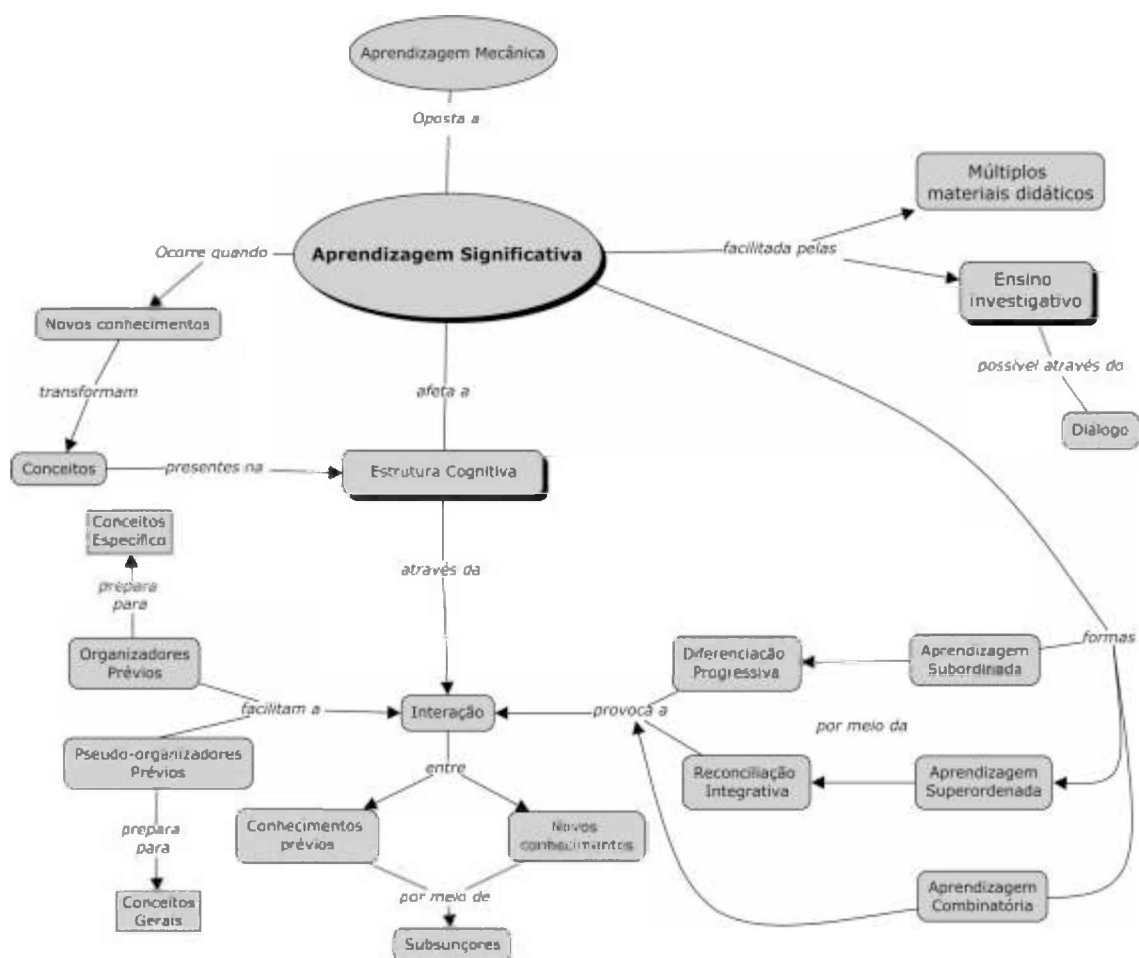 Aprendizagem Mecânica
Oposta a
Múltiplos
materiais didáticos
Aprendizagem Significativa
facilitada pelas
Ocorre quando
Ensino
investigativo
Novos conhecimentos
possível através do
transformam
afeta a
Diálogo
Conceitos
presentes na
Estrutura Cognitiva
Conceitos
Específico
através da
prepara
para
Organizadores
Prévios
Diferenciação
Progressiva
Aprendizagem
Subordinada
formas
facilitam a
Interação
provoca a
por meio da
Pseudo-organizadores
Prévios
entre
Reconciliação
Integrativa
Aprendizagem
Superordenada
prepara
para
Conhecimentos
prévios
Novos
conhecimentos
por meio de
Conceitos
Gerais
Aprendizagem
Combinatória
Subsunçores